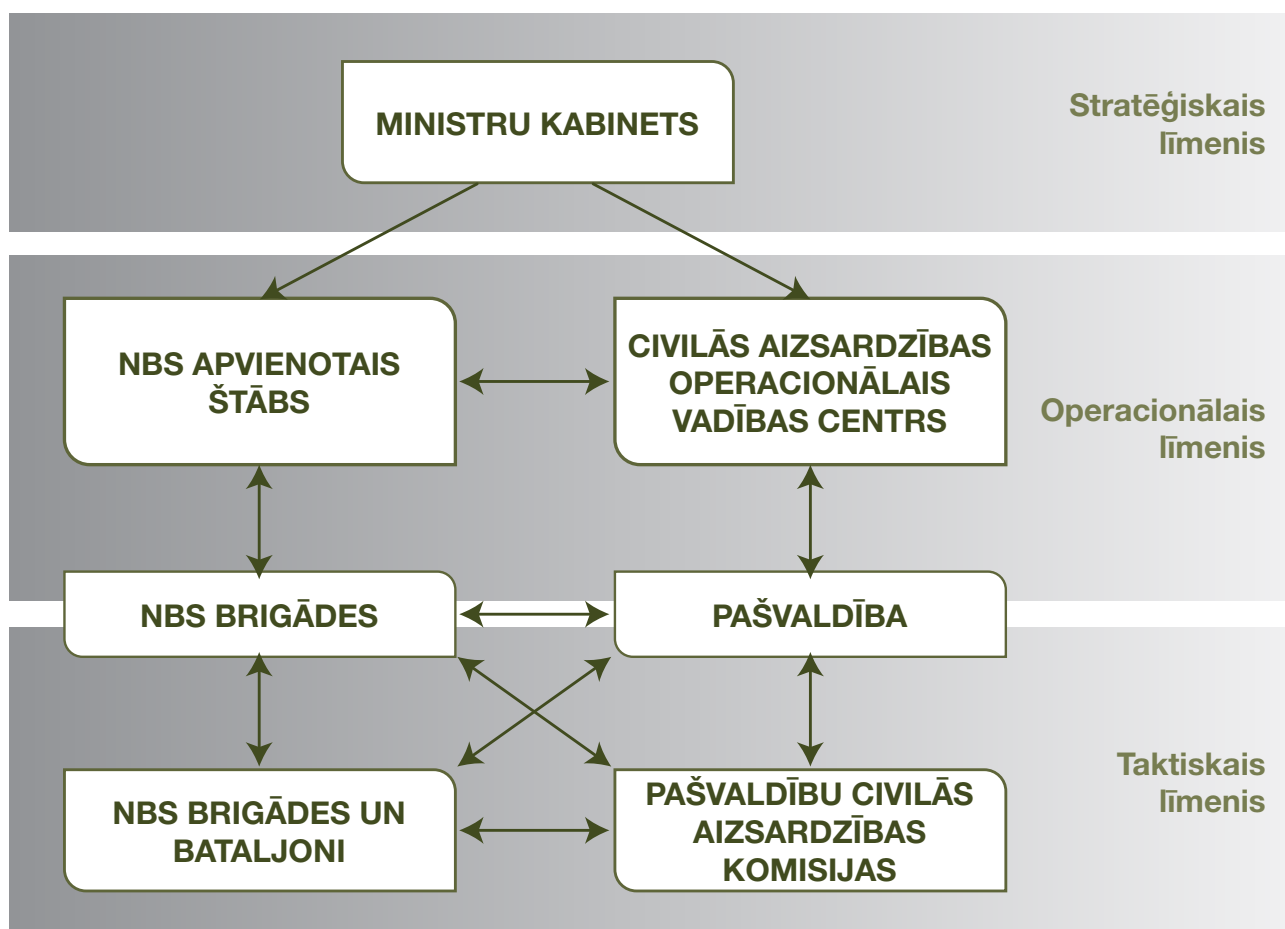 MINISTRU KABINETS
Stratēģiskais
līmenis
NBS APVIENOTAIS
ŠTĀBS
CIVILĀS AIZSARDZĪBAS
OPERACIONĀLAIS
VADĪBAS CENTRS
Operacionālais
līmenis
NBS BRIGĀDES
PAŠVALDĪBA
NBS BRIGĀDES UN
BATALJONI
PAŠVALDĪBU CIVILĀS
AIZSARDZĪBAS
KOMISIJAS
Taktiskais
līmenis